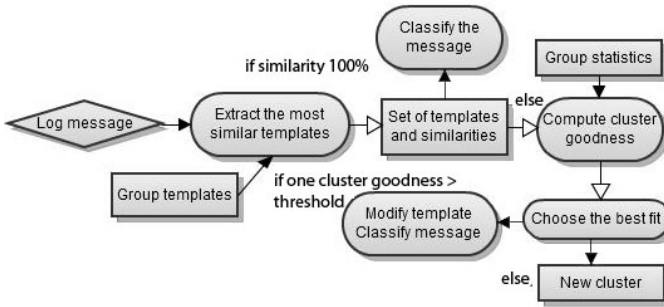 Classify the
message
if similarity 100%
Group statistics
Log message
Extract the most
similar templates
Set of templates
and similarities
else
Compute cluster
goodness
Group templates
if one cluster goodness >
threshold
Modify template
Classify message
Choose the best fit
else,
New cluster